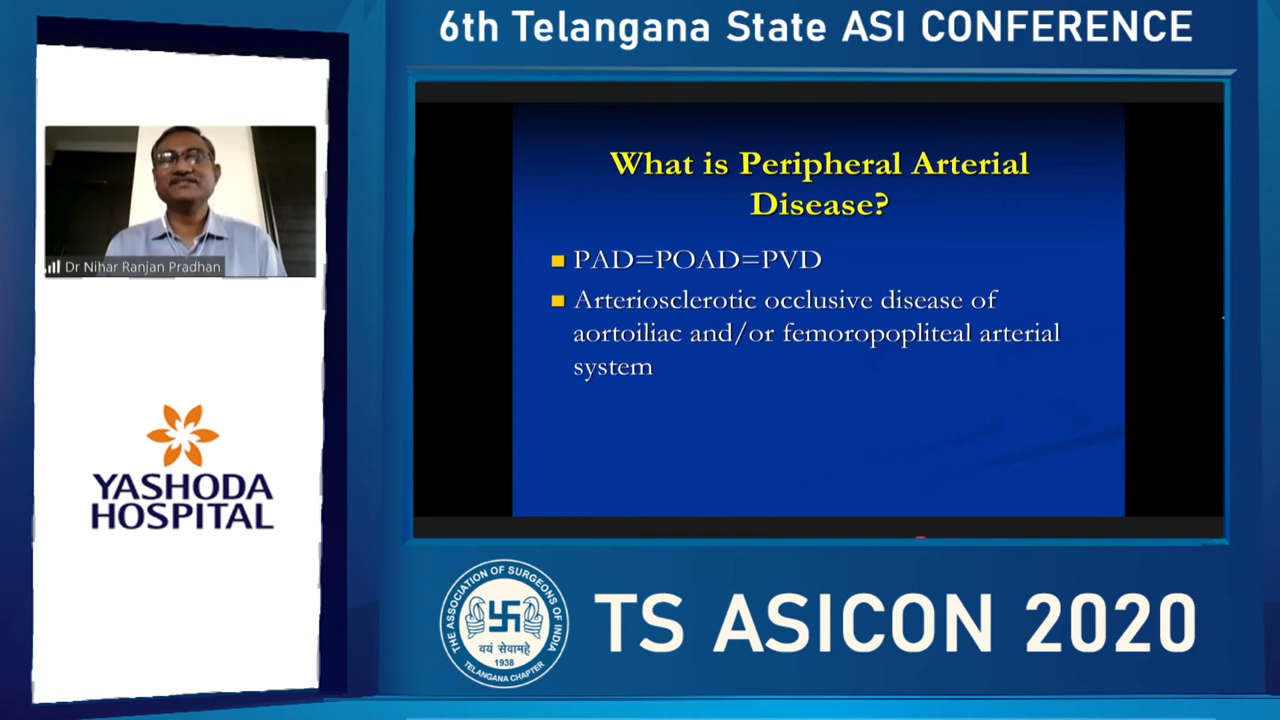 6th Telangana State ASI CONFERENCE
Dr Nihar Ranjan Pradhan
YASHODA
HOSPITAL
What is Peripheral Arterial
Disease?
PAD=POAD=PVD
Arteriosclerotic occlusive disease of
aortoiliac and/or femoropopliteal arterial
system
THE ASSOCIATION OF SURGEONS OF INDIA
वयं सेवामहे
1938
TELANGANA CHAPTER
TS ASICON 2020